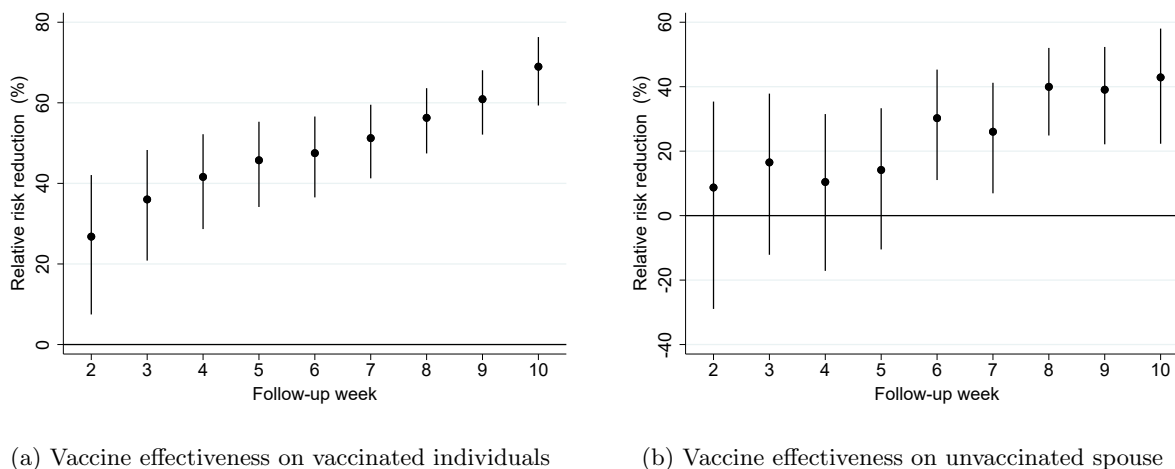 80
60
40
20
0
Relative risk reduction (%)
2 3 4 5 6 7 8 9 10
Follow-up week
(a) Vaccine effectiveness on vaccinated individuals
60
40
20
0
-20
-40
Relative risk reduction (%)
2 3 4 5 6 7 8 9 10
Follow-up week
(b) Vaccine effectiveness on unvaccinated spouse